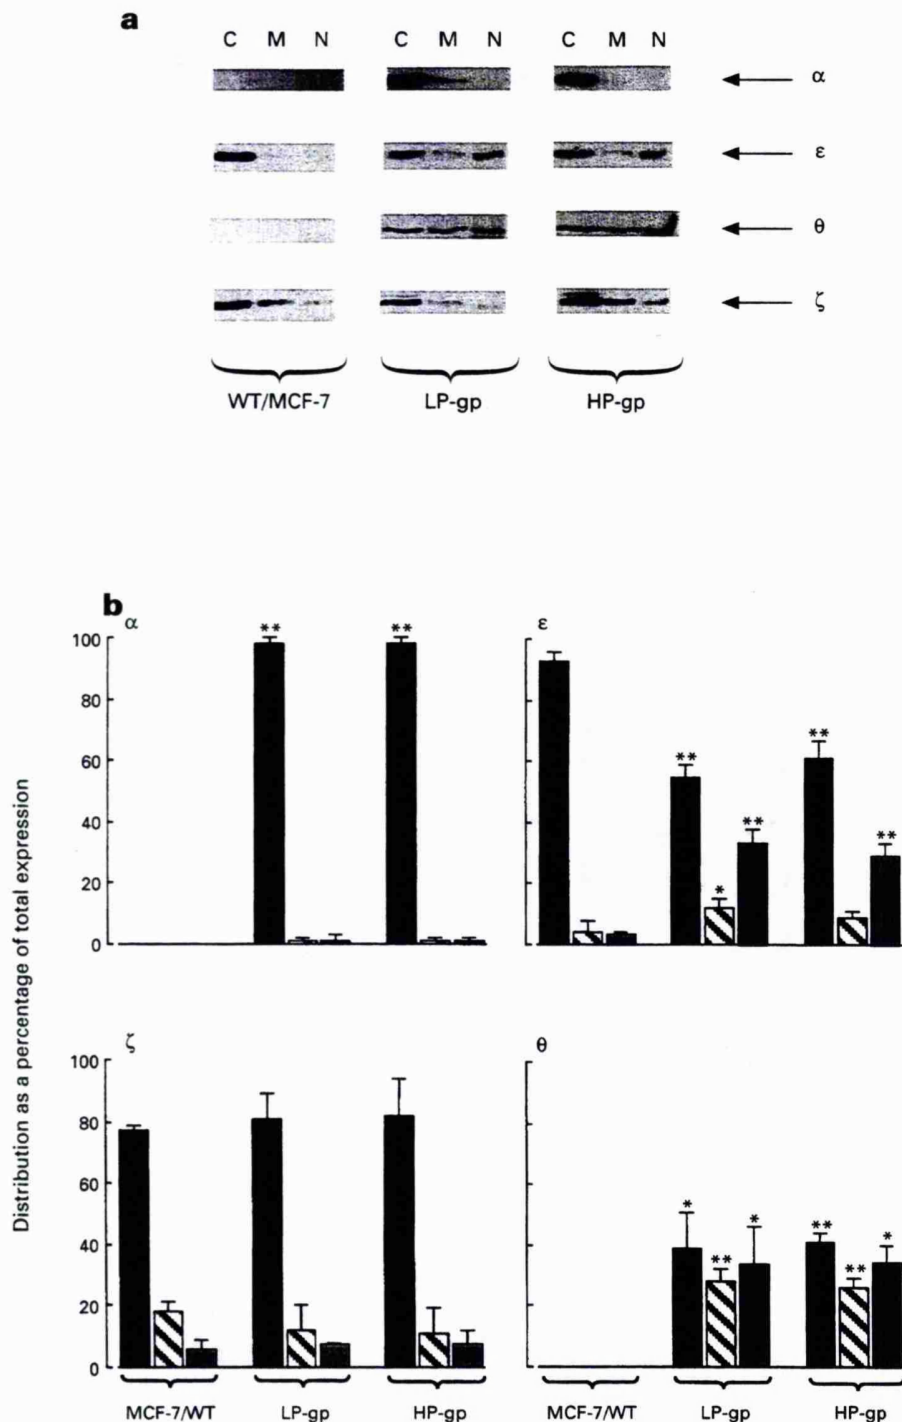 a
C M N C M N C M N
α
ε
θ
ζ
WT/MCF-7 LP-gp HP-gp
b
α
100
80
60
40
20
0
** **
ε
** ** * ** **
Distribution as a percentage of total expression
ζ
100
80
60
40
20
0
θ
* ** * ** ** *
MCF-7/WT LP-gp HP-gp MCF-7/WT LP-gp HP-gp